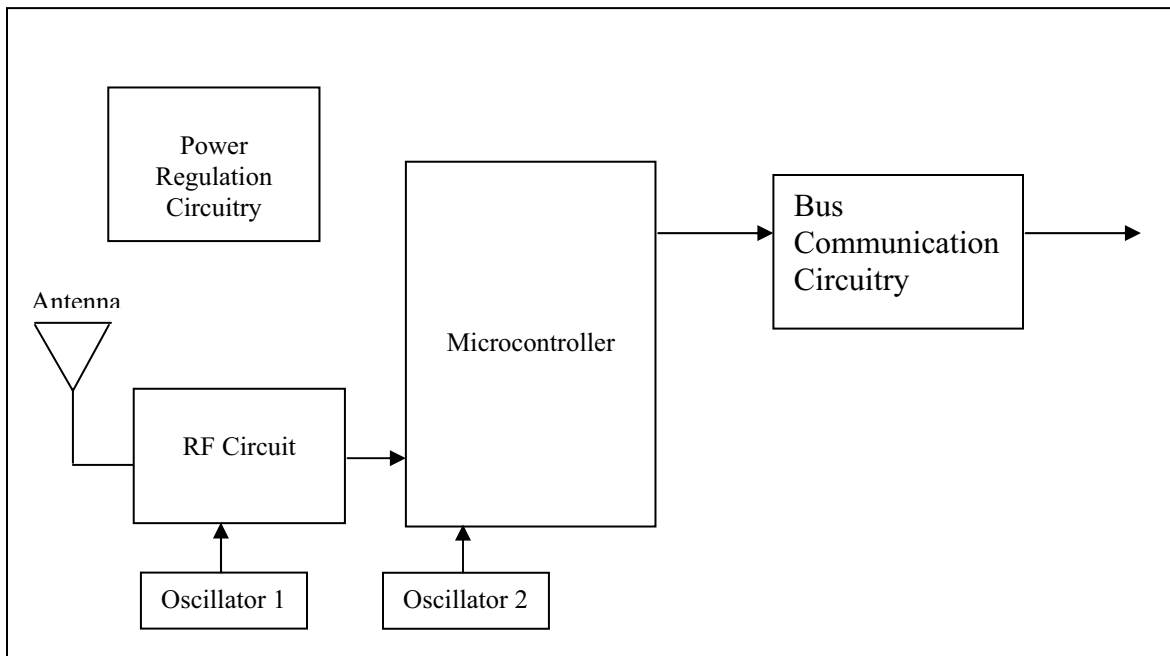 Power
Regulation
Circuitry
Antenna
RF Circuit
Oscillator 1
Microcontroller
Oscillator 2
Bus
Communication
Circuitry